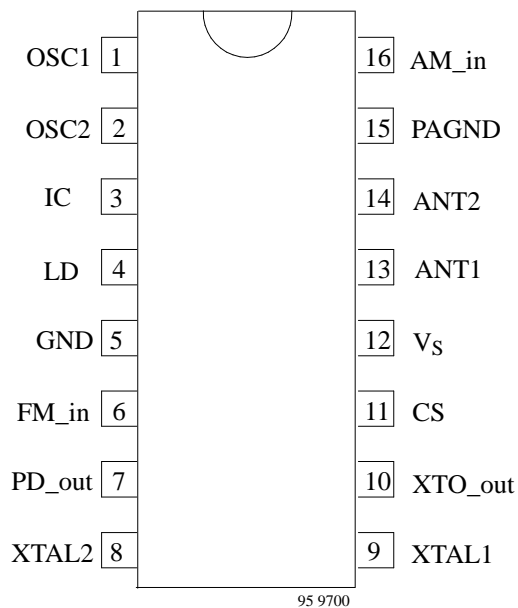 OSC1 1 16 AM_in
OSC2 2 15 PAGND
IC 3 14 ANT2
LD 4 13 ANT1
GND 5 12 VS
FM_in 6 11 CS
PD_out 7 10 XTO_out
XTAL2 8 9 XTAL1
95 9700